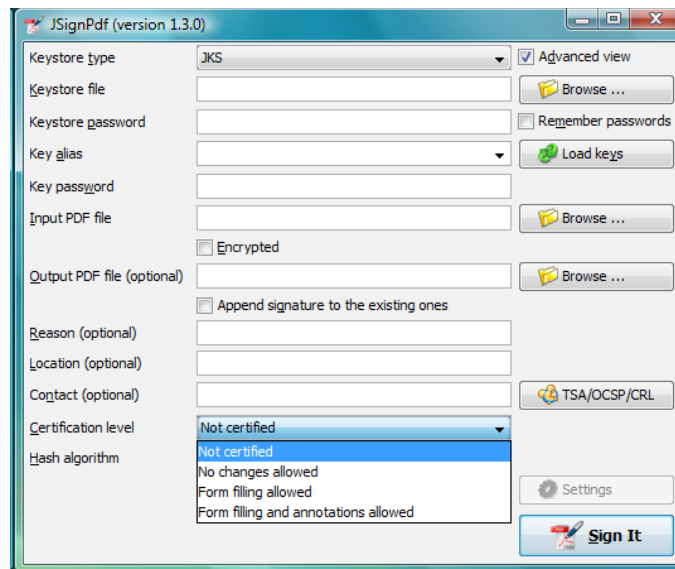 JSignPdf (version 1.3.0)
Keystore type JKS Advanced view
Keystore file Browse ...
Keystore password Remember passwords
Key alias Load keys
Key password
Input PDF file Browse ...
Encrypted
Output PDF file (optional) Browse ...
Append signature to the existing ones
Reason (optional)
Location (optional)
Contact (optional) TSA/OCSP/CRL
Certification level Not certified
Not certified
Hash algorithm
No changes allowed
Form filling allowed
Settings
Form filling and annotations allowed
Sign It